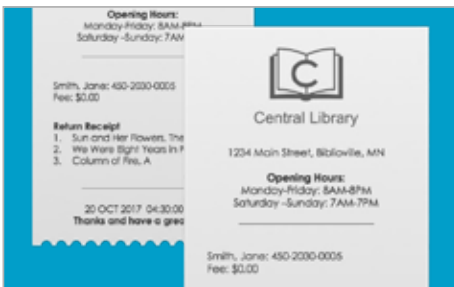 Opening Hours:
Monday-Friday: 8AM-8PM
Saturday -Sunday: 7AM
Smith, Jane: 450-2030-0005
Fee: $0.00
Return Receipt
1. Sun and Her Flowers, The
2. We Were Eight Years in
3. Column of Fire, A
20 OCT 2017 04:30:00
Thanks and have a grea
C
Central Library
1234 Main Street, Biblioville, MN
Opening Hours:
Monday-Friday: 8AM-8PM
Saturday -Sunday: 7AM-7PM
Smith, Jane: 450-2030-0005
Fee: $0.00